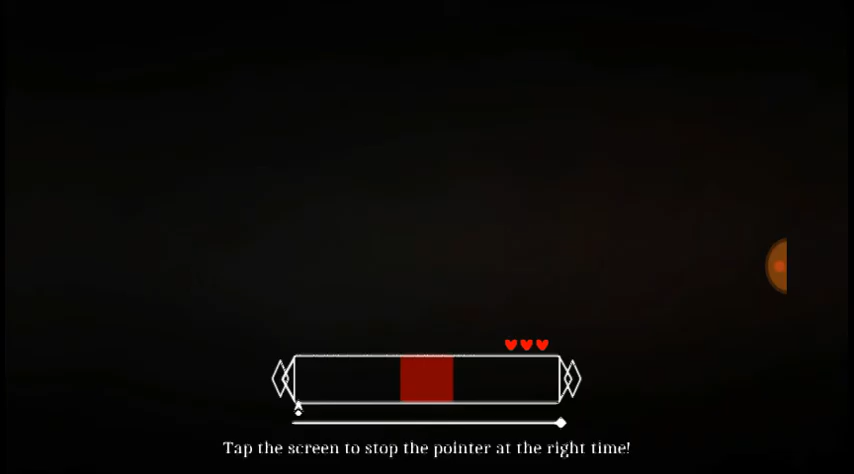 Tap the screen to stop the pointer at the right time!